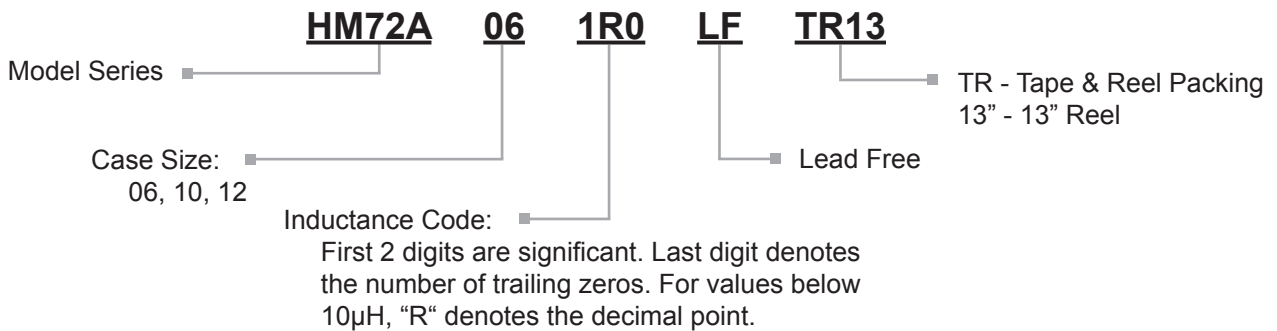 HM72A 06 1R0 LF TR13
Model Series
TR - Tape & Reel Packing
13” - 13” Reel
Case Size:
06, 10, 12
Lead Free
Inductance Code:
First 2 digits are significant. Last digit denotes
the number of trailing zeros. For values below
10µH, “R“ denotes the decimal point.